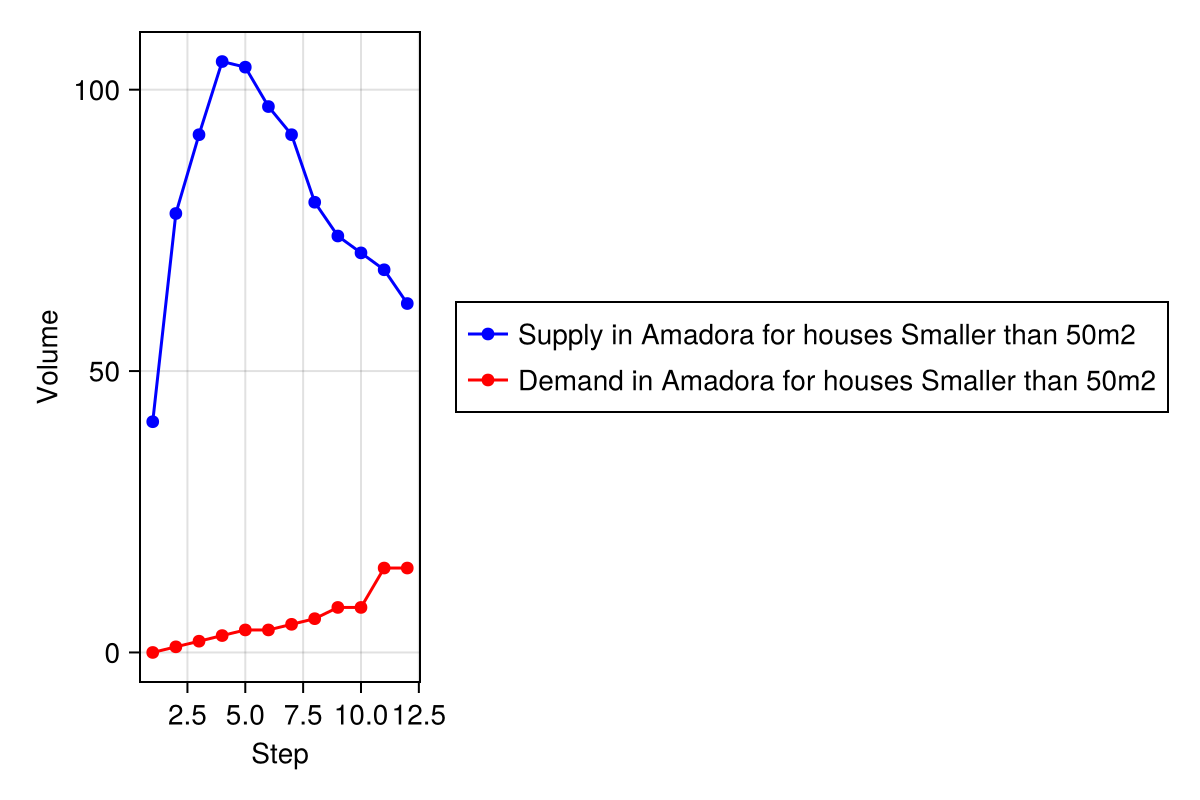 100
50
0
Volume
2.5 5.0 7.5 10.0 12.5
Step
Supply in Amadora for houses Smaller than 50m2
Demand in Amadora for houses Smaller than 50m2